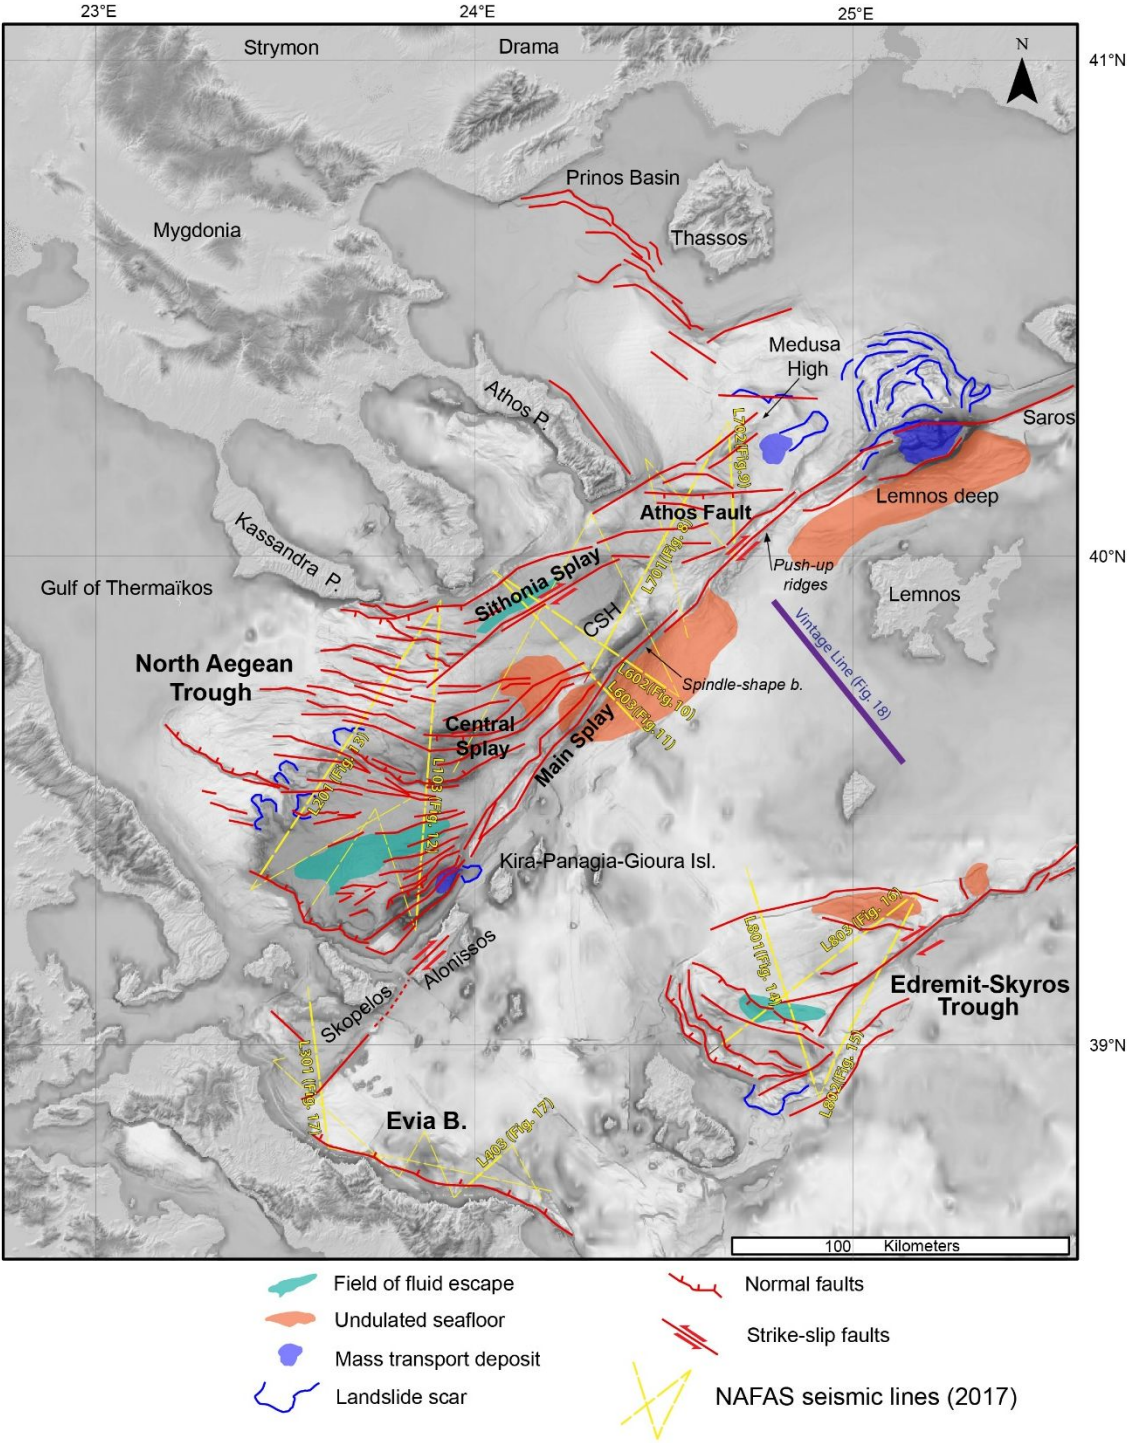 23°E
24°E
25°E
Strymon
Drama
N
41°N
Prinos Basin
Mygdonia
Thassos
Medusa
High
Athos P.
Saros
L702(Fig.9)
Lemnos deep
Athos Fault
Kassandra P.
L701(Fig. 8)
40°N
Push-up
ridges
Gulf of Thermaïkos
Sithonia Splay
Lemnos
CSH
Vintage Line (Fig. 18)
North Aegean
Trough
Spindle-shape b.
L602(Fig.10)
L603(Fig.11)
Central
Splay
Main Splay
L201 (Fig. 13)
L103 (Fig. 12)
Kira-Panagia-Gioura Isl.
L803 (Fig. 16)
L801(Fig. 14)
Alonissos
Edremit-Skyros
Trough
Skopelos
39°N
L301 (Fig. 17)
L802(Fig. 15)
Evia B.
L403 (Fig. 17)
100 Kilometers
Field of fluid escape
Undulated seafloor
Mass transport deposit
Landslide scar
Normal faults
Strike-slip faults
NAFAS seismic lines (2017)